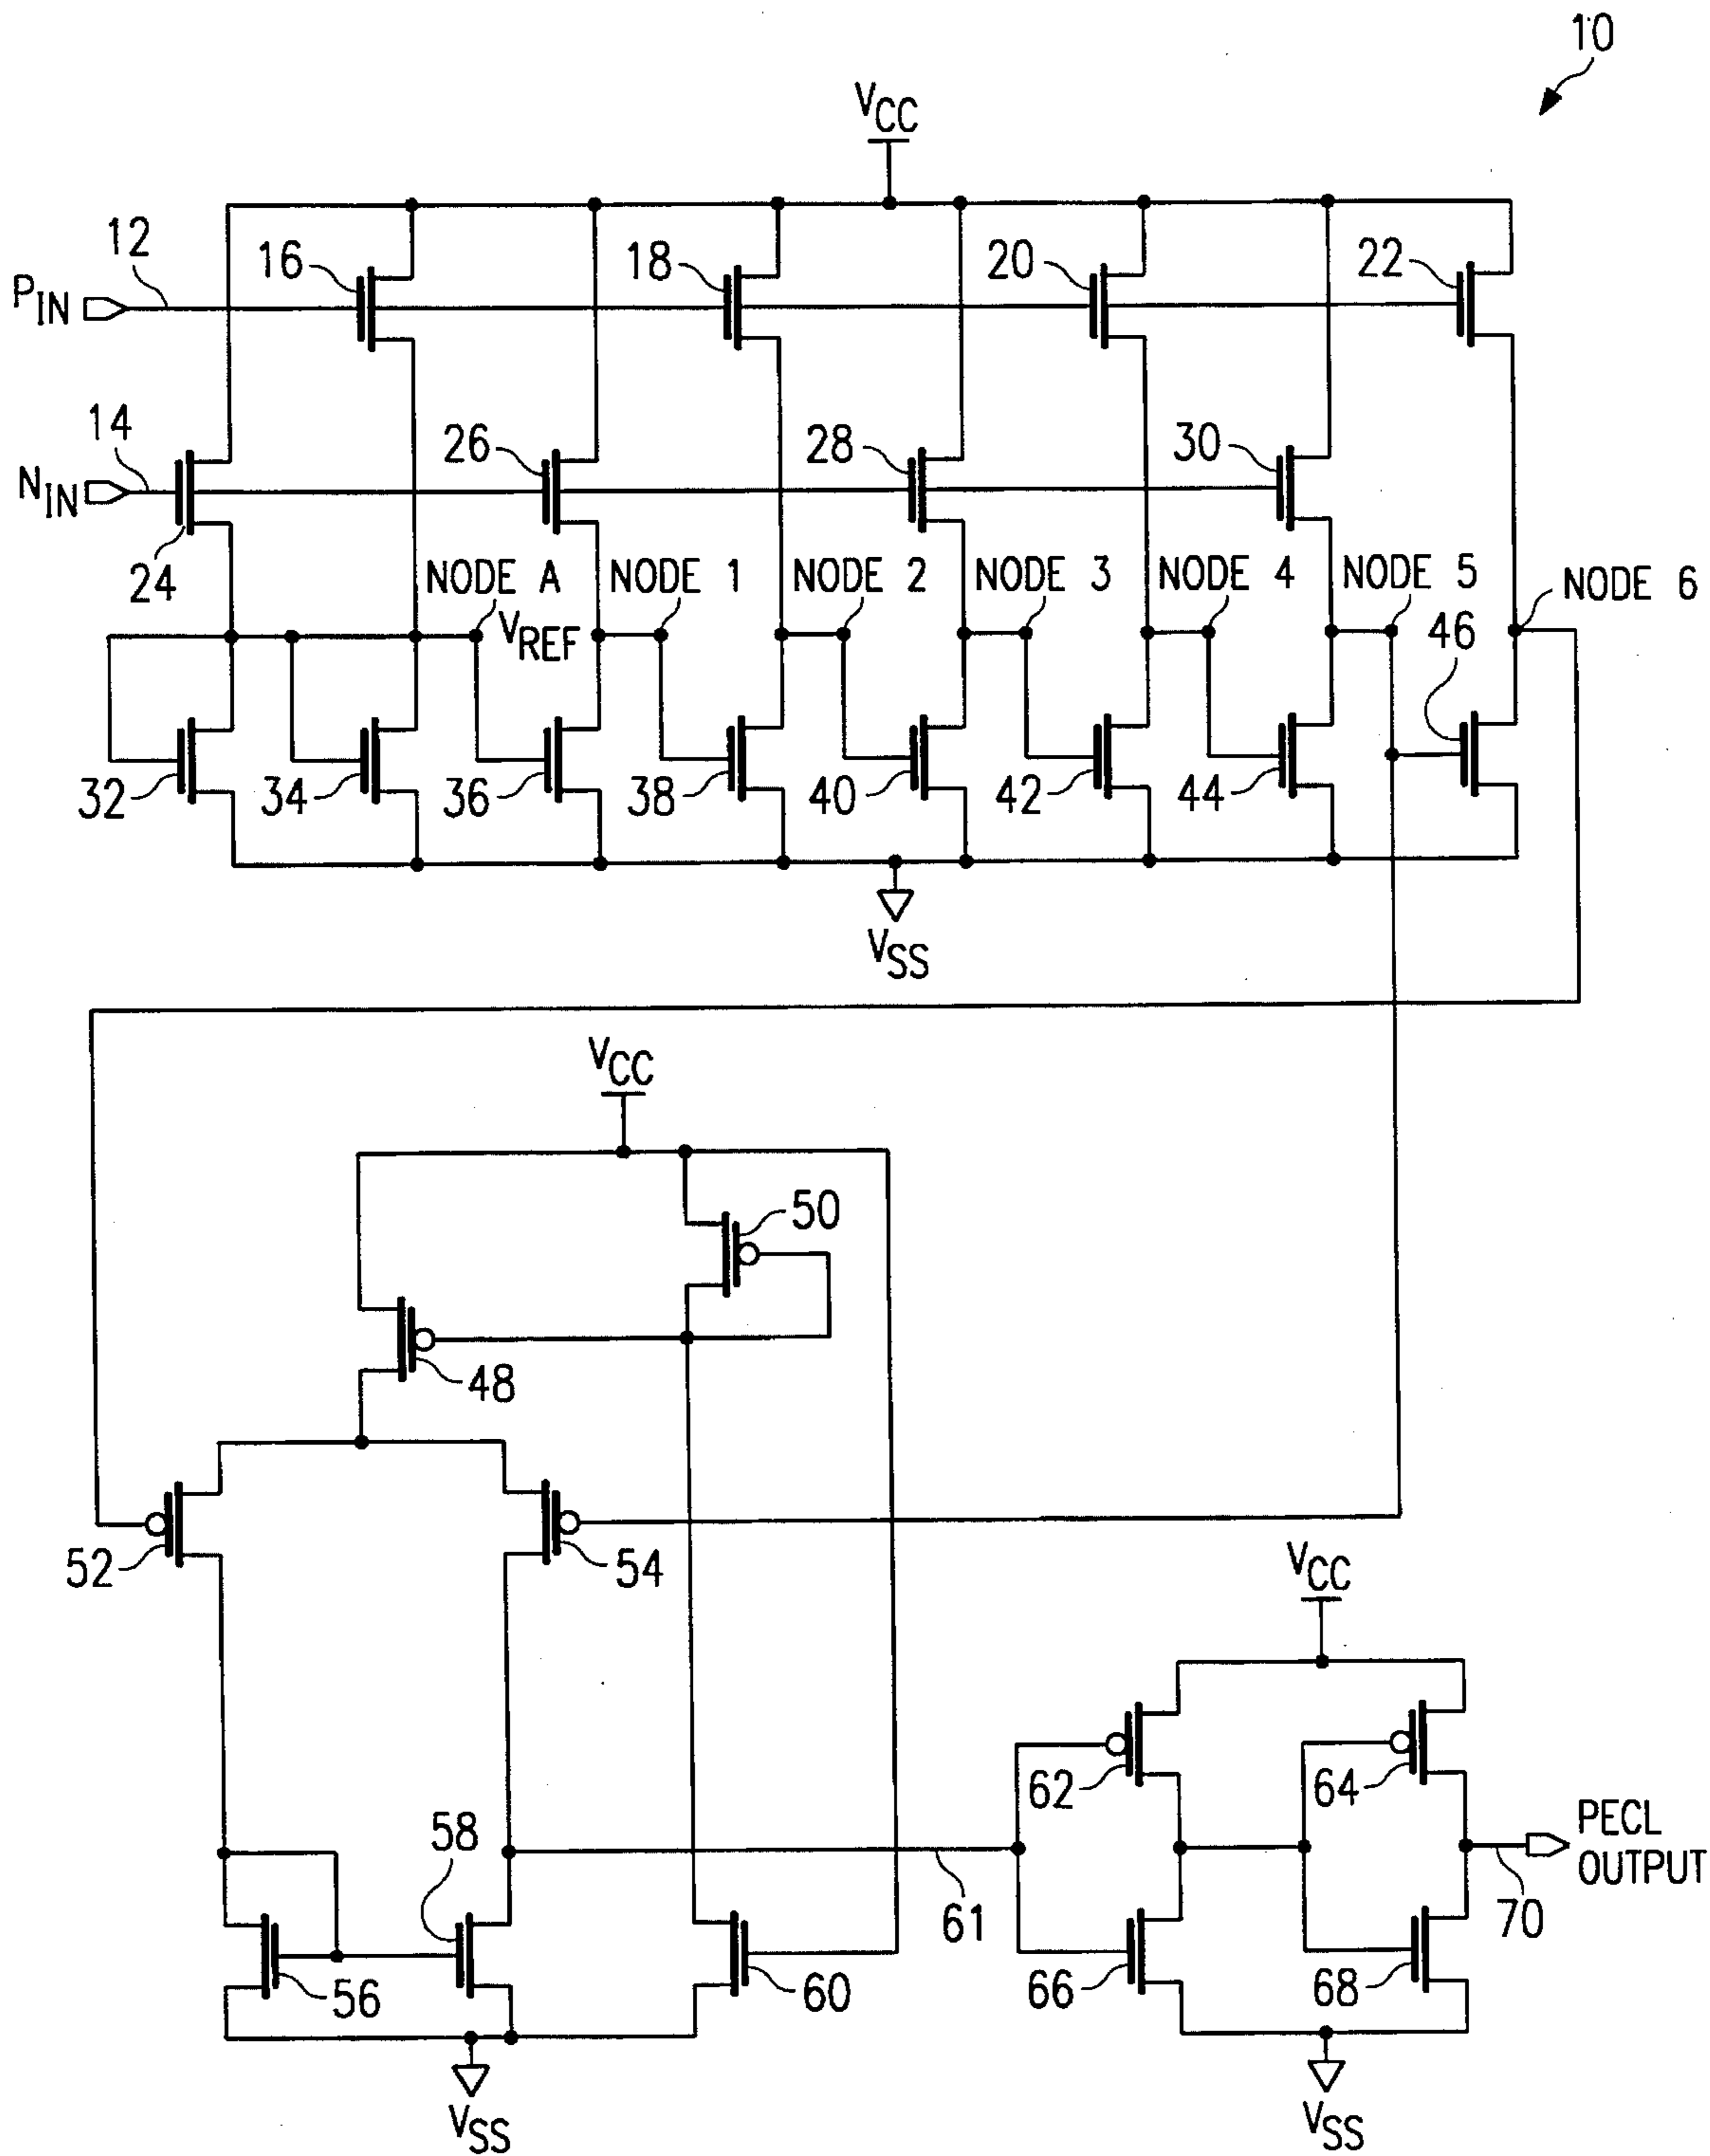 10
VCC
12
16
18
20
22
PIN
14
26
28
30
NIN
24
NODE A
NODE 1
NODE 2
NODE 3
NODE 4
NODE 5
NODE 6
VREF
46
32
34
36
38
40
42
44
VSS
VCC
50
48
52
54
VCC
62
64
58
PECL
OUTPUT
61
70
56
60
66
68
VSS
VSS